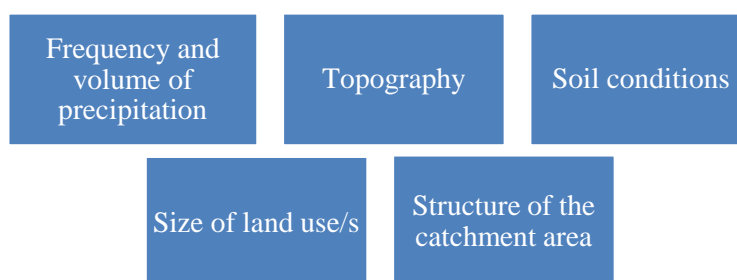 Frequency and
volume of
precipitation
Topography
Soil conditions
Size of land use/s
Structure of the
catchment area